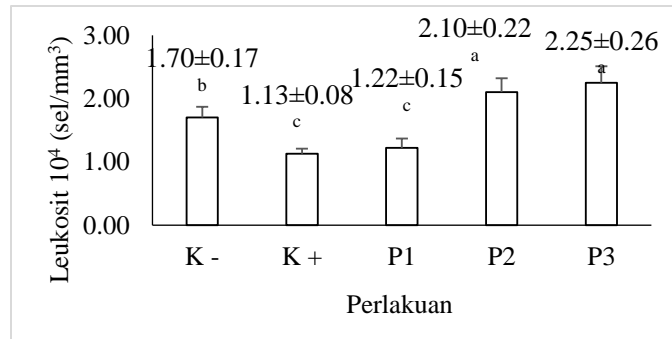 Leukosit 10⁴ (sel/mm³)
3.00
2.00
1.00
0.00
1.70±0.17
b
1.13±0.08
c
1.22±0.15
c
2.10±0.22
a
2.25±0.26
a
K - K + P1 P2 P3
Perlakuan